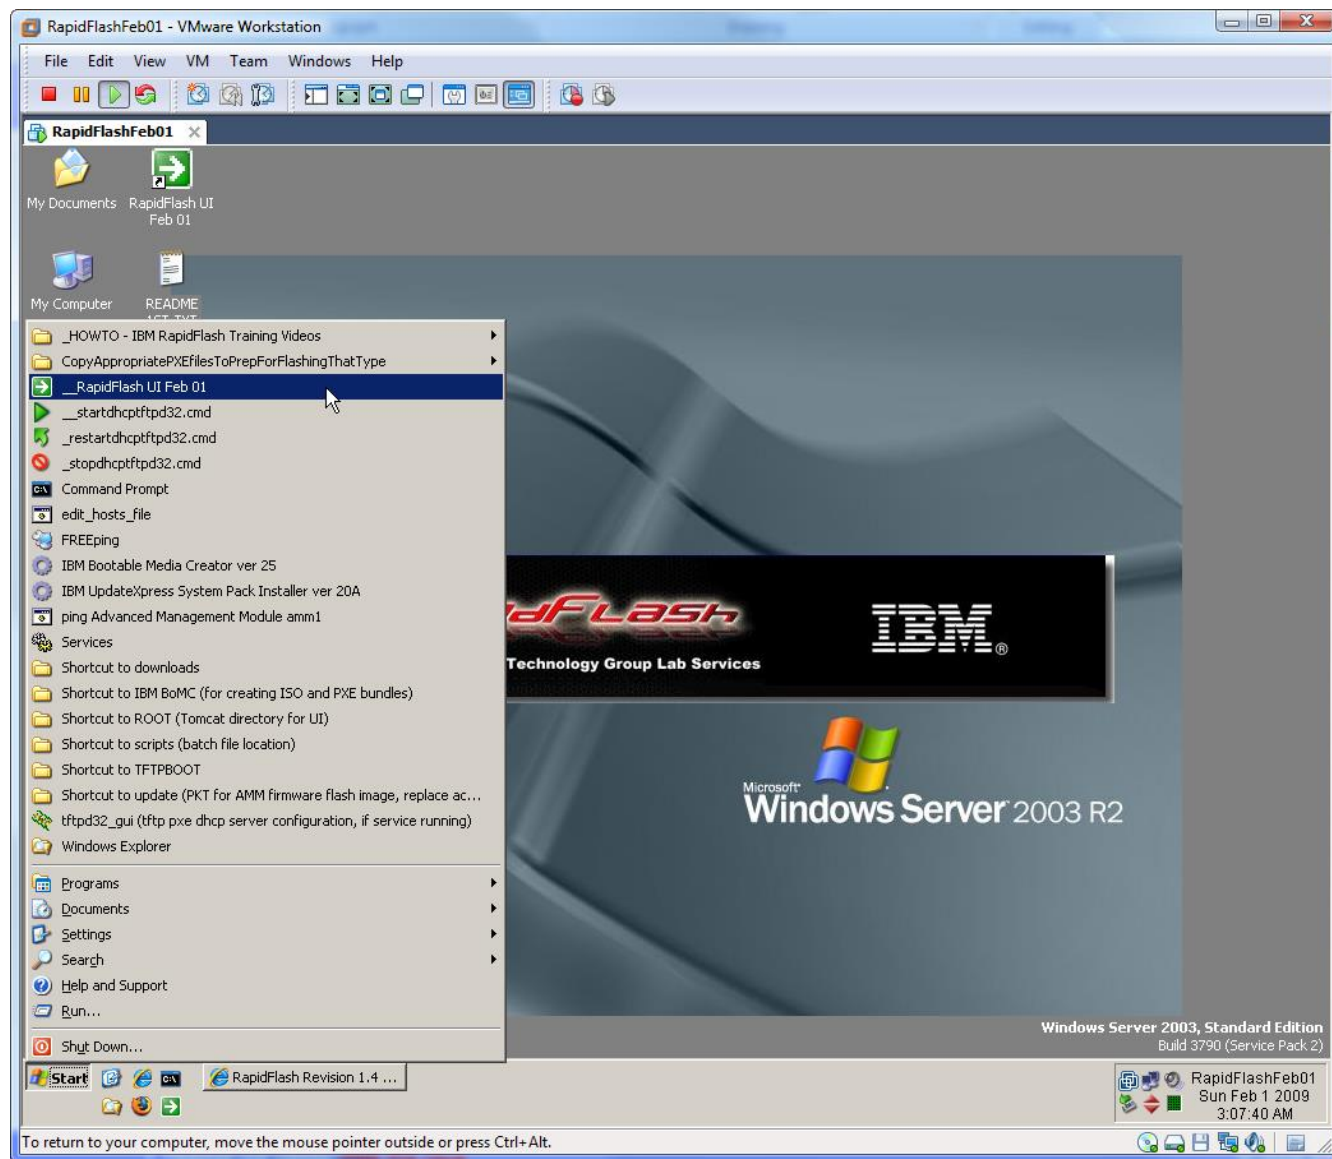 RapidFlashFeb01 - VMware Workstation
File Edit View VM Team Windows Help
RapidFlashFeb01
My Documents
RapidFlash UI
Feb 01
My Computer
README
1ST.TXT
_HOWTO - IBM RapidFlash Training Videos
CopyAppropriatePXEfilesToPrepForFlashingThatType
__RapidFlash UI Feb 01
__startdhcptftpd32.cmd
_restartdhcptftpd32.cmd
_stopdhcptftpd32.cmd
Command Prompt
edit_hosts_file
FREEping
IBM Bootable Media Creator ver 25
IBM UpdateXpress System Pack Installer ver 20A
ping Advanced Management Module amm1
Services
Shortcut to downloads
Shortcut to IBM BoMC (for creating ISO and PXE bundles)
Shortcut to ROOT (Tomcat directory for UI)
Shortcut to scripts (batch file location)
Shortcut to TFTPBOOT
Shortcut to update (PKT for AMM firmware flash image, replace ac...
tftpd32_gui (tftp pxe dhcp server configuration, if service running)
Windows Explorer
Programs
Documents
Settings
Search
Help and Support
Run...
Shut Down...
idFLash
Technology Group Lab Services
IBM®
Microsoft
Windows Server 2003 R2
Windows Server 2003, Standard Edition
Build 3790 (Service Pack 2)
Start
RapidFlash Revision 1.4 ...
RapidFlashFeb01
Sun Feb 1 2009
3:07:40 AM
To return to your computer, move the mouse pointer outside or press Ctrl+Alt.